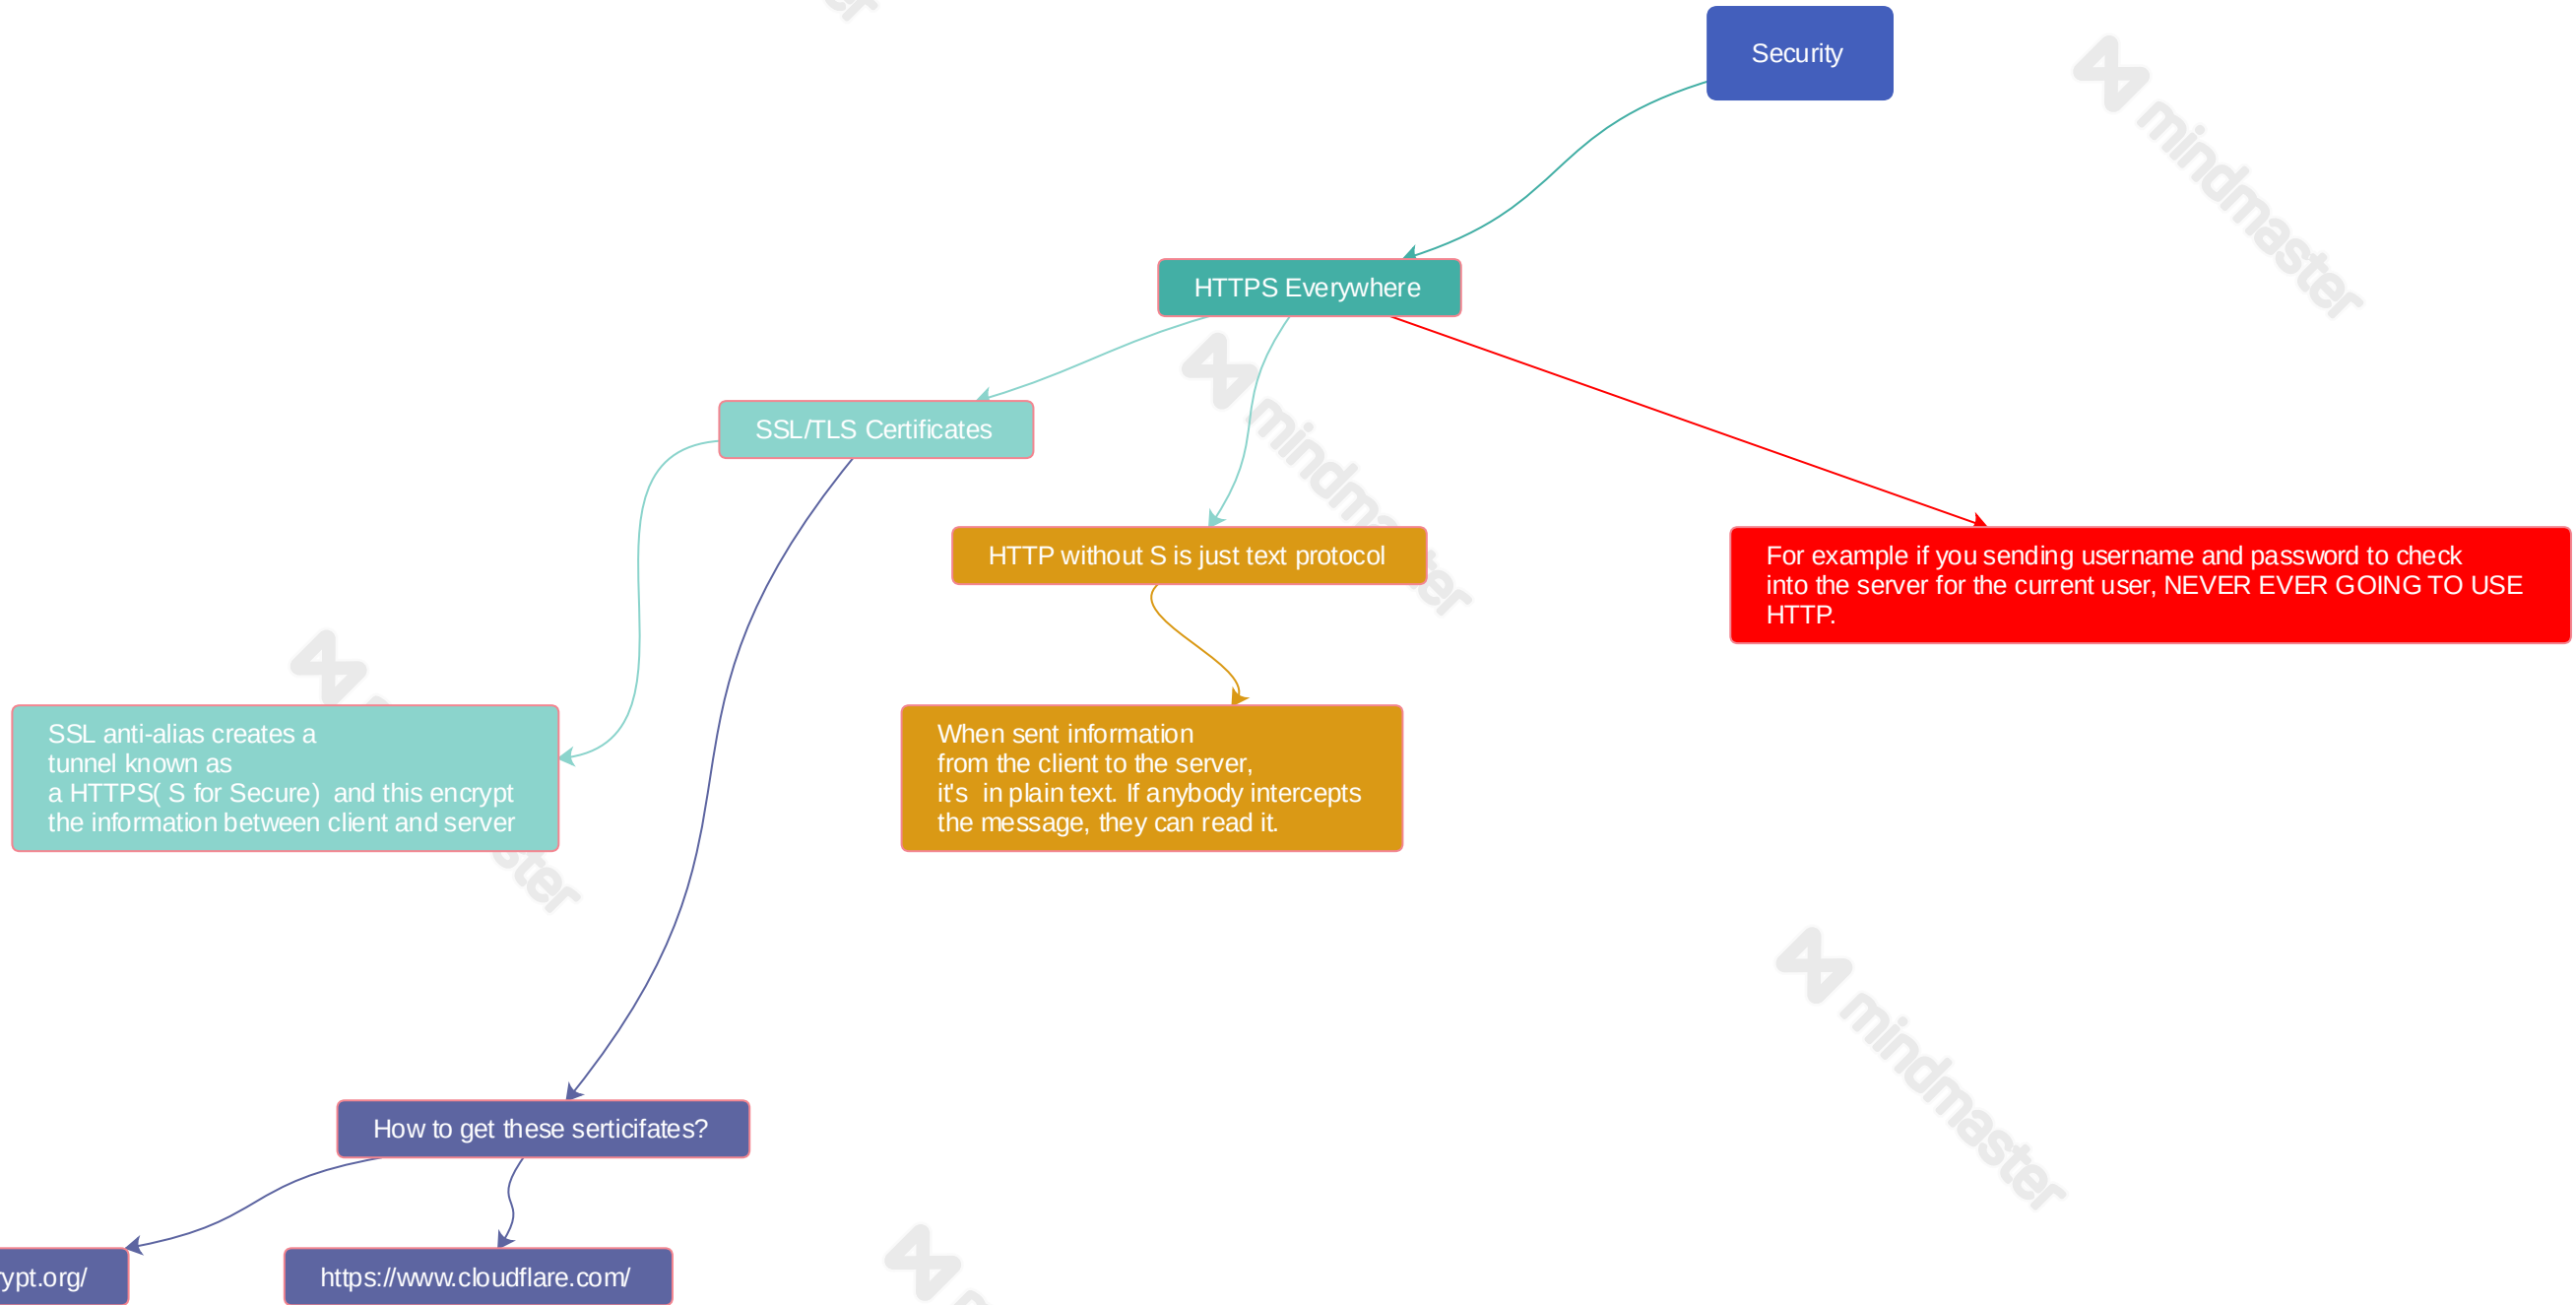 Security
HTTPS Everywhere
SSL/TLS Certificates
HTTP without S is just text protocol
For example if you sending username and password to check
into the server for the current user, NEVER EVER GOING TO USE
HTTP.
SSL anti-alias creates a
tunnel known as
a HTTPS( S for Secure)  and this encrypt
the information between client and server
When sent information
from the client to the server,
it's  in plain text. If anybody intercepts
the message, they can read it.
How to get these serticifates?
ypt.org/
https://www.cloudflare.com/
mindmaster
mindmaster
mindmaster